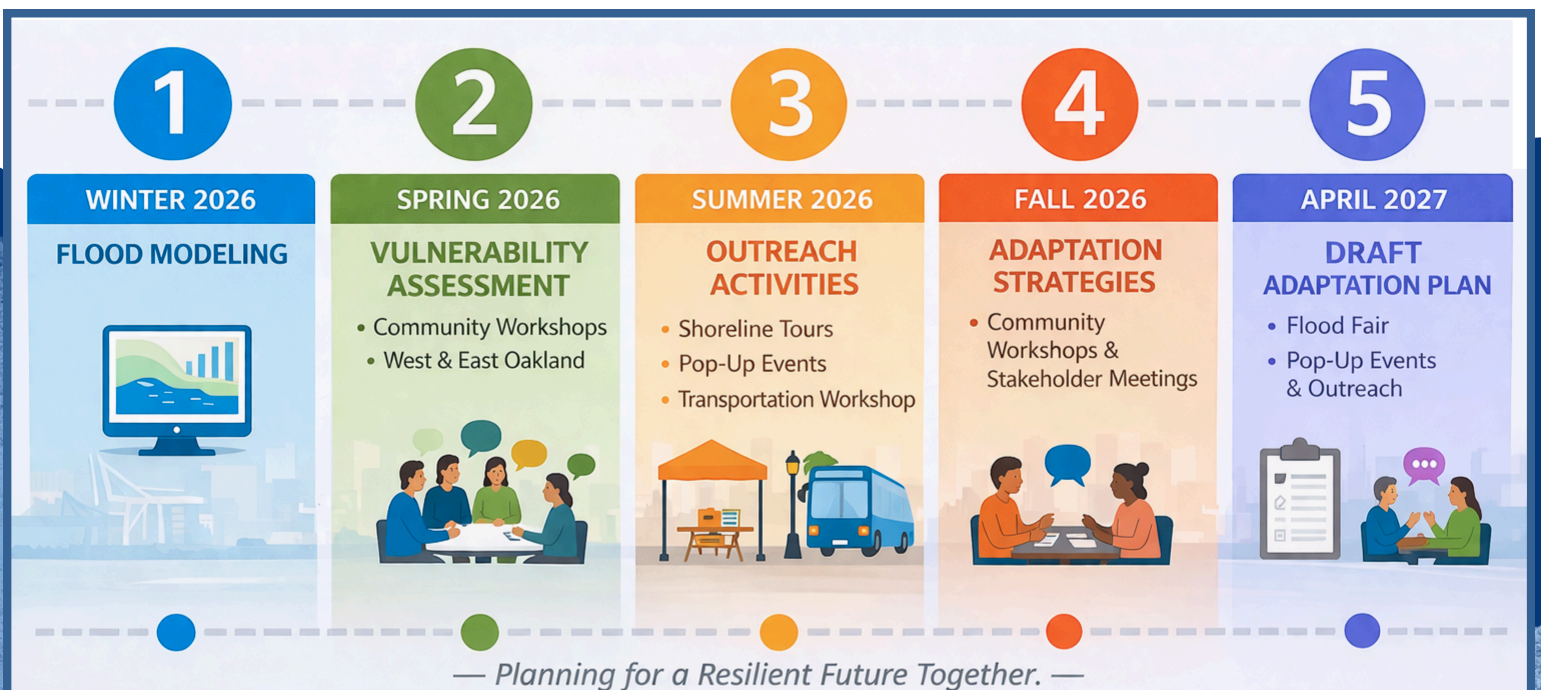 1
2
3
4
5
WINTER 2026
FLOOD MODELING
SPRING 2026
VULNERABILITY
ASSESSMENT
• Community Workshops
• West & East Oakland
SUMMER 2026
OUTREACH
ACTIVITIES
• Shoreline Tours
• Pop-Up Events
• Transportation Workshop
FALL 2026
ADAPTATION
STRATEGIES
• Community
Workshops &
Stakeholder Meetings
APRIL 2027
DRAFT
ADAPTATION PLAN
• Flood Fair
• Pop-Up Events
& Outreach
— Planning for a Resilient Future Together. —